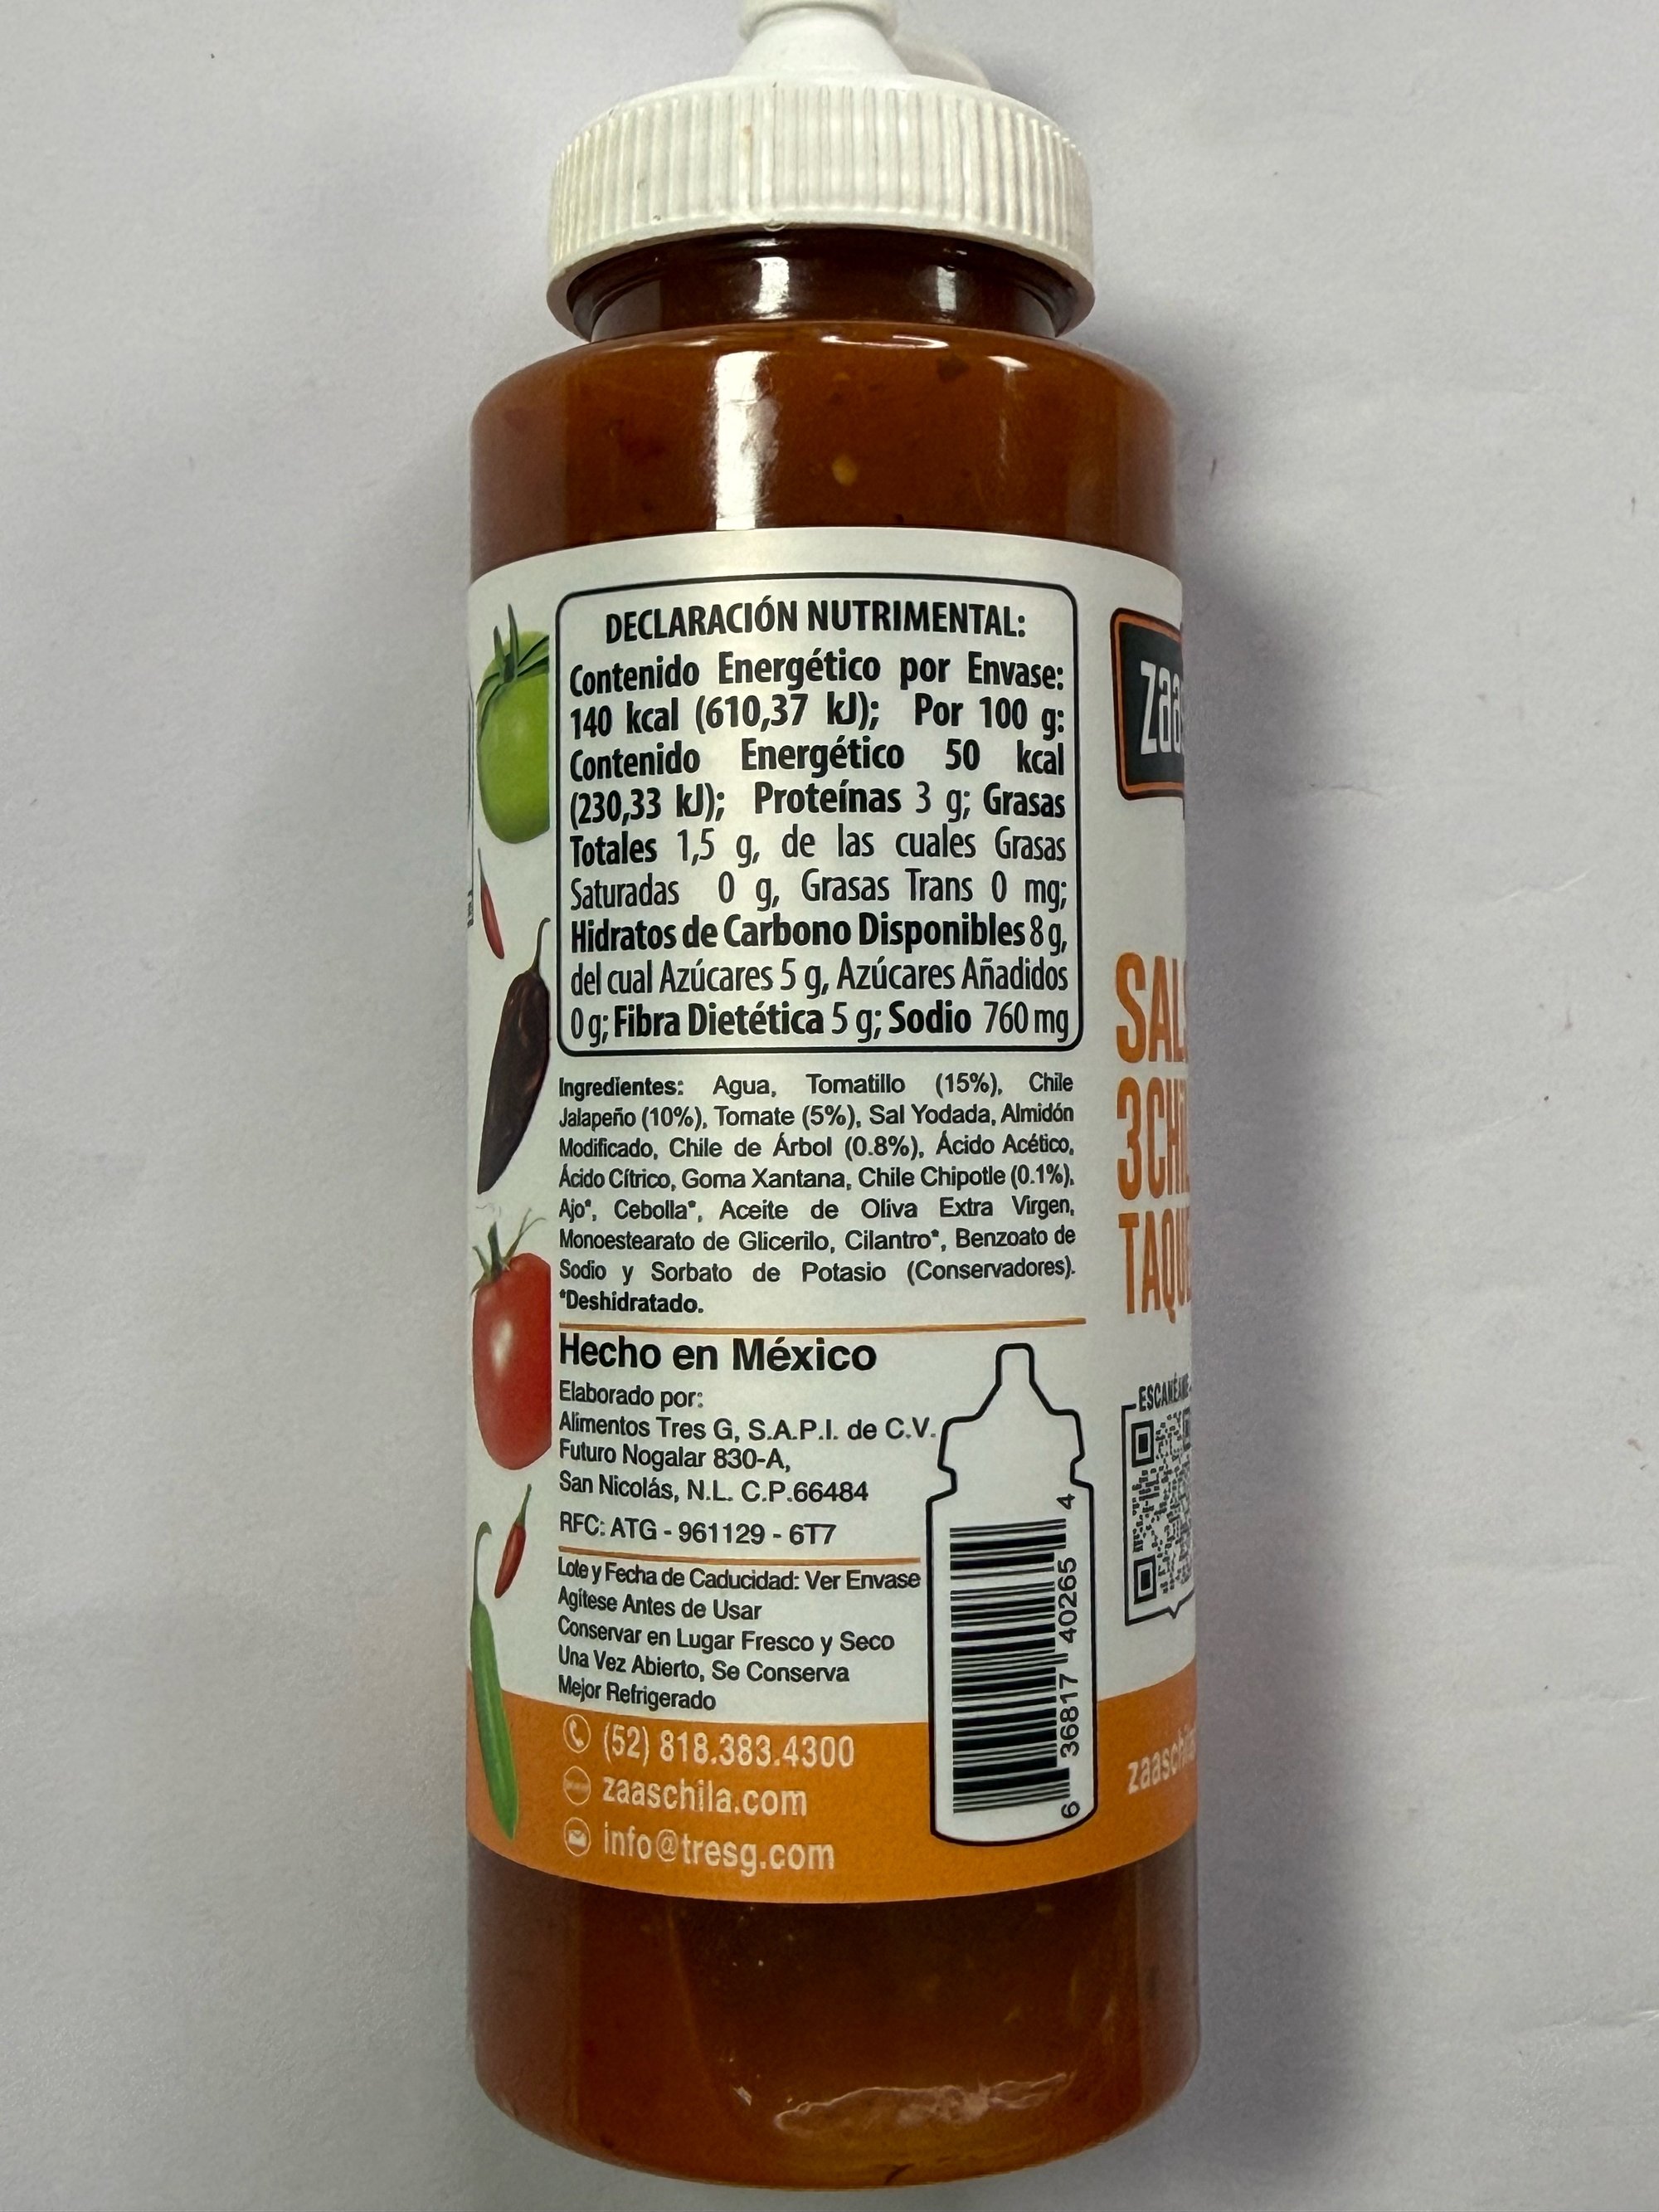 DECLARACIÓN NUTRIMENTAL:
Contenido Energético por Envase:
140 kcal (610,37 kJ); Por 100 g:
Contenido Energético 50 kcal
(230,33 kJ); Proteínas 3 g; Grasas
Totales 1,5 g, de las cuales Grasas
Saturadas 0 g, Grasas Trans 0 mg;
Hidratos de Carbono Disponibles 8 g,
del cual Azúcares 5 g, Azúcares Añadidos
0 g; Fibra Dietética 5 g; Sodio 760 mg
Ingredientes: Agua, Tomatillo (15%), Chile
Jalapeño (10%), Tomate (5%), Sal Yodada, Almidón
Modificado, Chile de Árbol (0.8%), Ácido Acético,
Ácido Cítrico, Goma Xantana, Chile Chipotle (0.1%),
Ajo*, Cebolla*, Aceite de Oliva Extra Virgen,
Monoestearato de Glicerilo, Cilantro*, Benzoato de
Sodio y Sorbato de Potasio (Conservadores).
*Deshidratado.
Hecho en México
Elaborado por:
Alimentos Tres G, S.A.P.I. de C.V.
Futuro Nogalar 830-A,
San Nicolás, N.L. C.P.66484
RFC: ATG - 961129 - 6T7
Lote y Fecha de Caducidad: Ver Envase
Agítese Antes de Usar
Conservar en Lugar Fresco y Seco
Una Vez Abierto, Se Conserva
Mejor Refrigerado
(52) 818.383.4300
zaaschila.com
info@tresg.com
6 36817 40265 4
ESCANÉAME